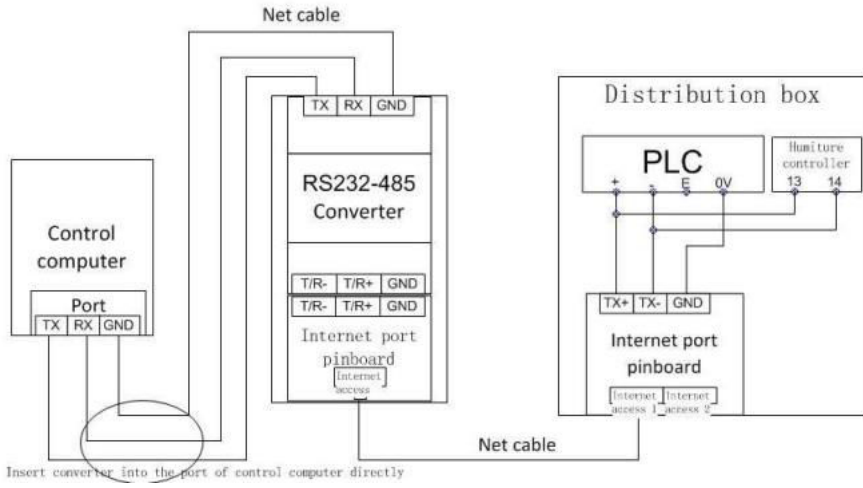 Net cable
TX RX GND
Distribution box
PLC
Humiture
controller
+ - E 0V
13 14
RS232-485
Converter
Control
computer
Port
TX RX GND
T/R- T/R+ GND
T/R- T/R+ GND
Internet port
pinboard
Internet
access
TX+ TX- GND
Internet port
pinboard
Internet Internet
access 1 access 2
Net cable
Insert converter into the port of control computer directly